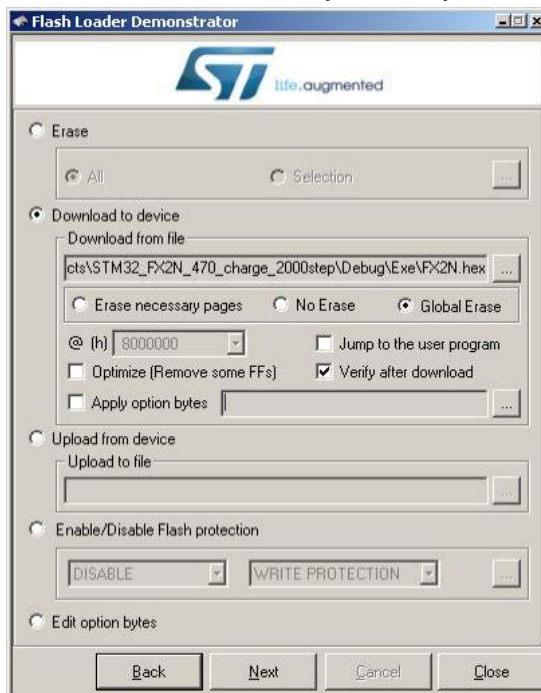 Flash Loader Demonstrator
ST
life.augmented
Erase
All
Selection
...
Download to device
Download from file
cts\STM32_FX2N_470_charge_2000step\Debug\Exe\FX2N.hex
...
Erase necessary pages
No Erase
Global Erase
@ (h)
8000000
Jump to the user program
Optimize (Remove some FFs)
Verify after download
Apply option bytes
...
Upload from device
Upload to file
...
Enable/Disable Flash protection
DISABLE
WRITE PROTECTION
...
Edit option bytes
Back
Next
Cancel
Close